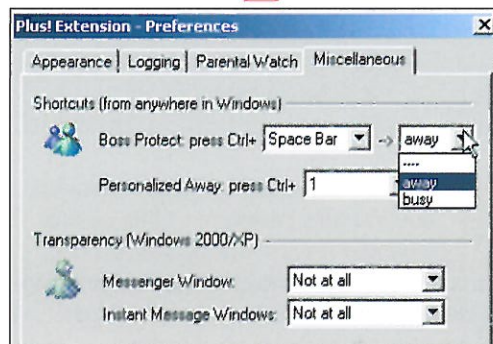 Plus! Extension - Preferences
Appearance Logging Parental Watch Miscellaneous
Shortcuts (from anywhere in Windows)
Boss Protect: press Ctrl+ Space Bar -> away
----
away
busy
Personalized Away: press Ctrl+ 1
Transparency (Windows 2000/XP)
Messenger Window: Not at all
Instant Message Windows: Not at all